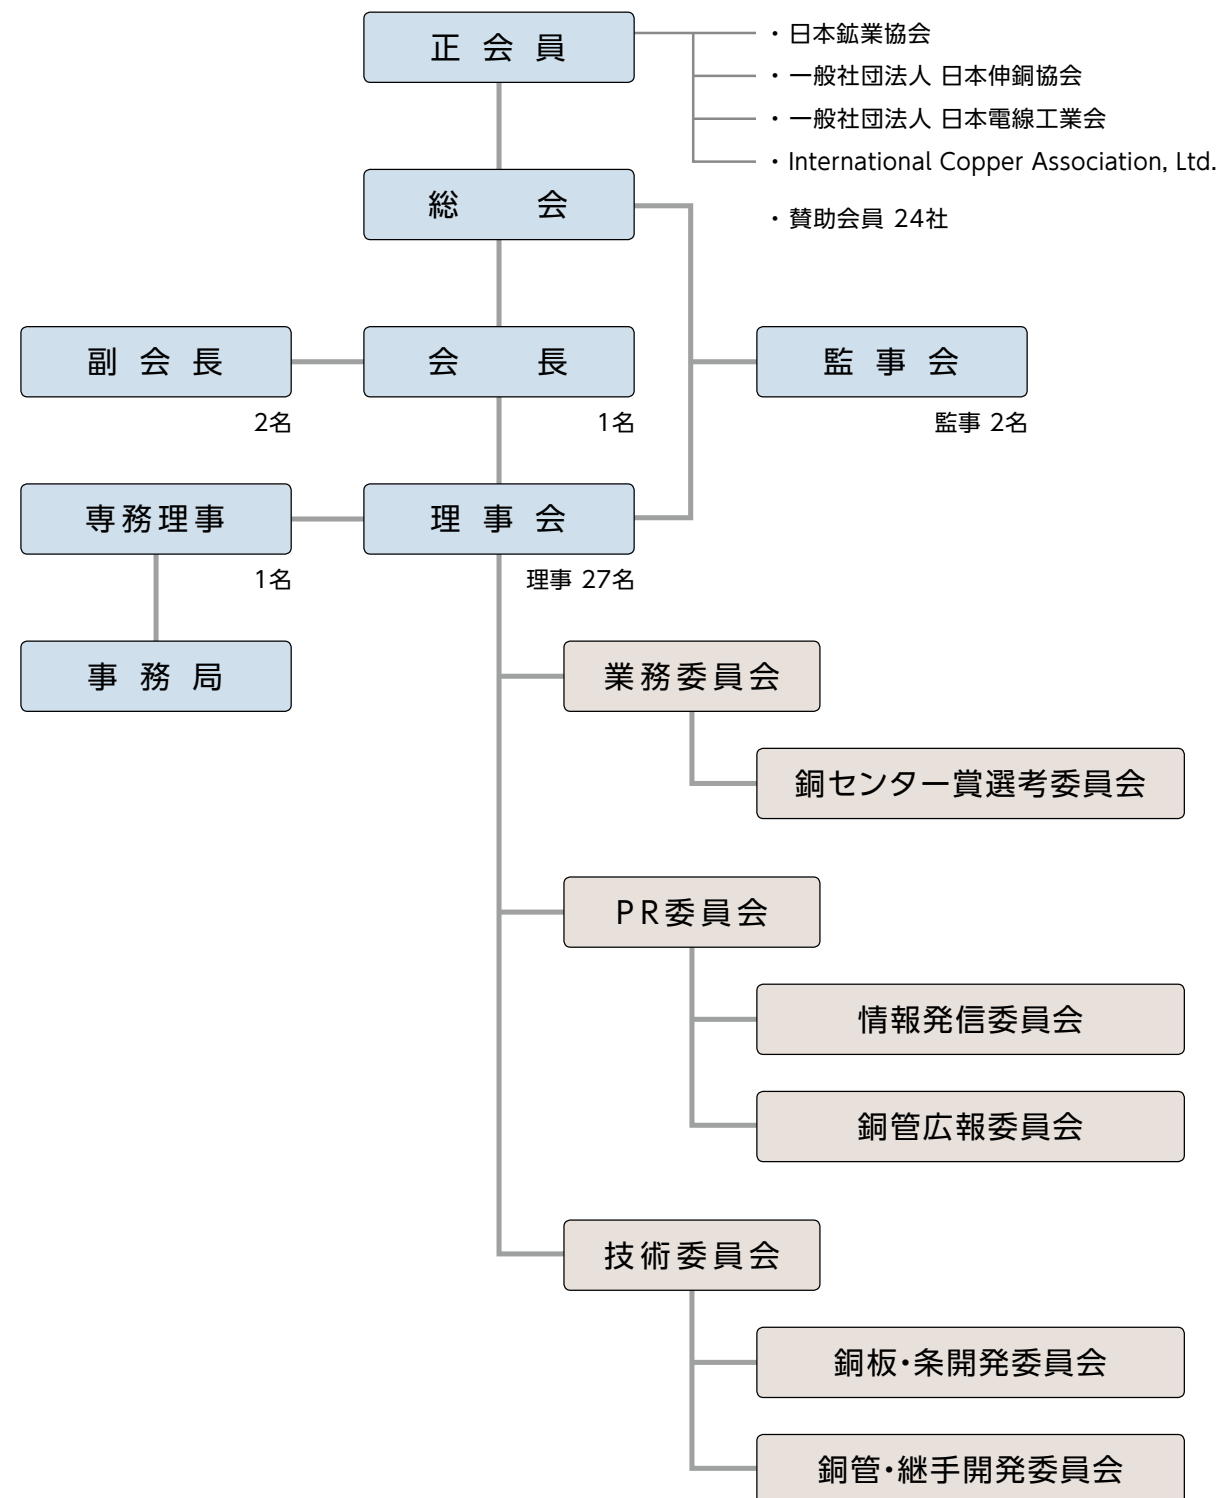 正会員
・日本鉱業協会
・一般社団法人 日本伸銅協会
・一般社団法人 日本電線工業会
・International Copper Association, Ltd.
・賛助会員 24社
総会
副会長
2名
会長
1名
監事会
監事 2名
専務理事
1名
理事会
理事 27名
事務局
業務委員会
銅センター賞選考委員会
PR委員会
情報発信委員会
銅管広報委員会
技術委員会
銅板・条開発委員会
銅管・継手開発委員会